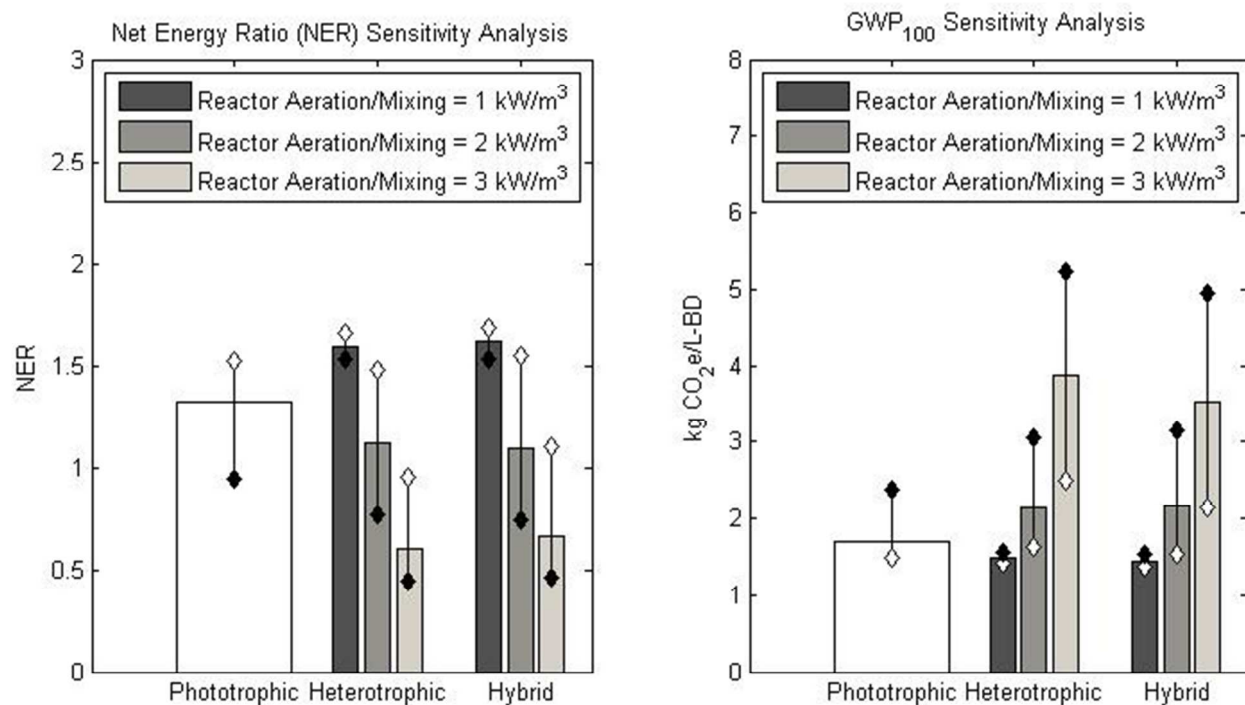 Net Energy Ratio (NER) Sensitivity Analysis
3
2.5
2
1.5
1
0.5
0
NER
Reactor Aeration/Mixing = 1 kW/m³
Reactor Aeration/Mixing = 2 kW/m³
Reactor Aeration/Mixing = 3 kW/m³
Phototrophic Heterotrophic Hybrid
GWP₁₀₀ Sensitivity Analysis
8
7
6
5
4
3
2
1
0
kg CO₂e/L-BD
Reactor Aeration/Mixing = 1 kW/m³
Reactor Aeration/Mixing = 2 kW/m³
Reactor Aeration/Mixing = 3 kW/m³
Phototrophic Heterotrophic Hybrid